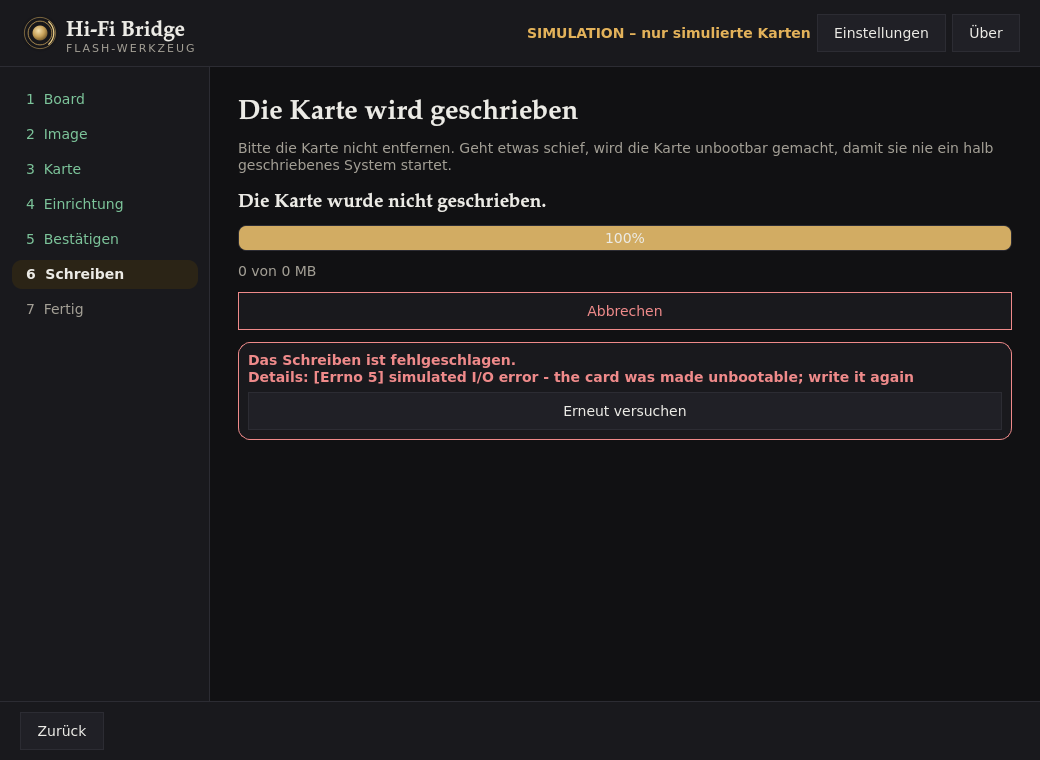 Hi-Fi Bridge
FLASH-WERKZEUG
SIMULATION – nur simulierte Karten
Einstellungen
Über
1 Board
2 Image
3 Karte
4 Einrichtung
5 Bestätigen
6 Schreiben
7 Fertig
Die Karte wird geschrieben
Bitte die Karte nicht entfernen. Geht etwas schief, wird die Karte unbootbar gemacht, damit sie nie ein halb
geschriebenes System startet.
Die Karte wurde nicht geschrieben.
100%
0 von 0 MB
Abbrechen
Das Schreiben ist fehlgeschlagen.
Details: [Errno 5] simulated I/O error - the card was made unbootable; write it again
Erneut versuchen
Zurück